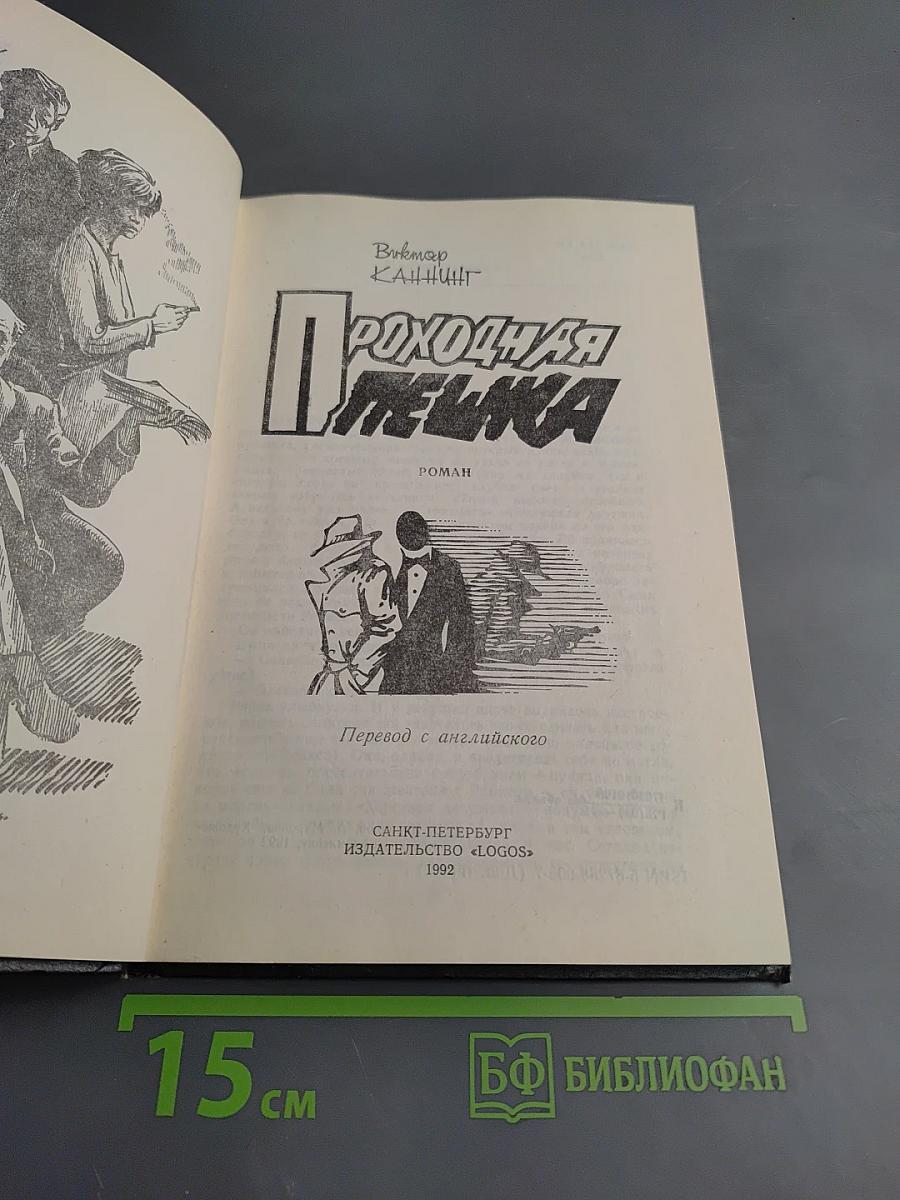 Виктор
КАННИНГ
ПРОХОДНАЯ
ПЕШКА
РОМАН
Перевод с английского
САНКТ-ПЕТЕРБУРГ
ИЗДАТЕЛЬСТВО «LOGOS»
1992
15 см
БФ БИБЛИОФАН